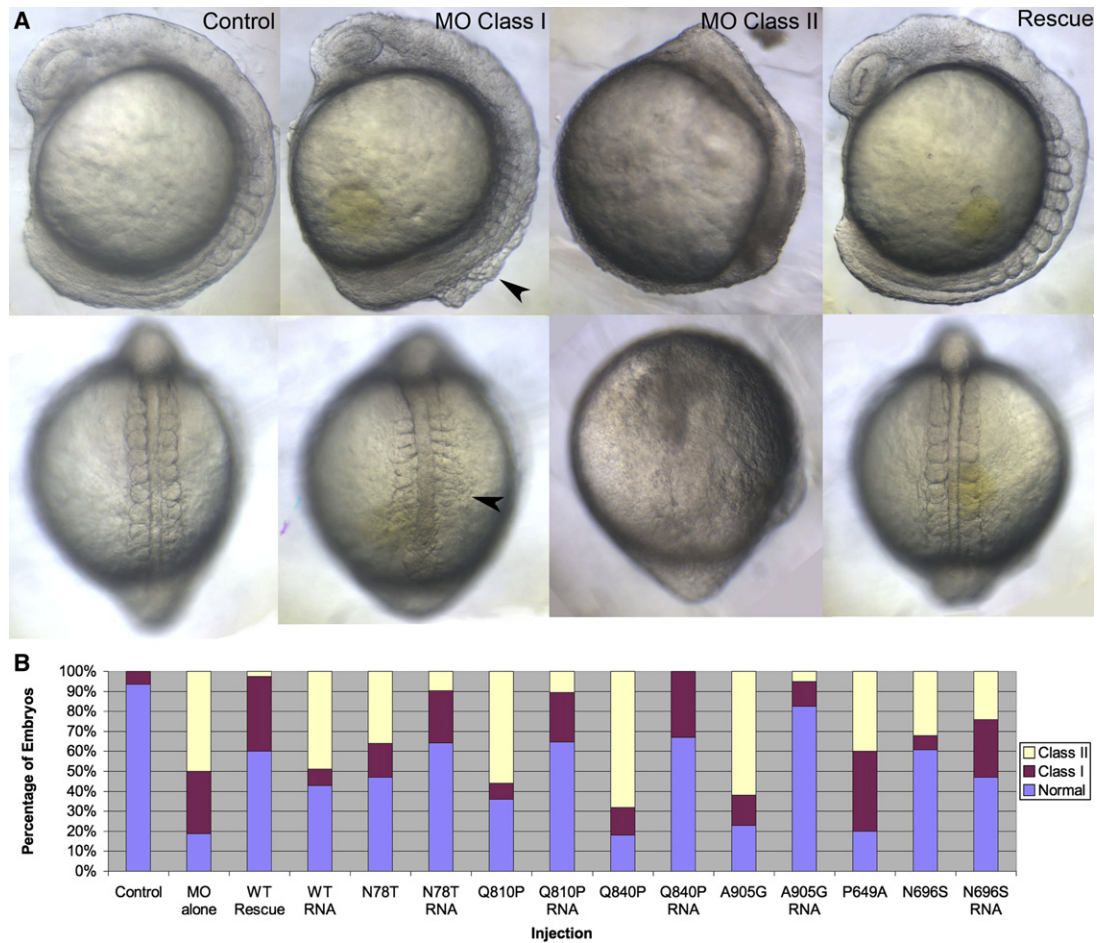 A
Control
MO Class I
MO Class II
Rescue
B
Percentage of Embryos
100%
90%
80%
70%
60%
50%
40%
30%
20%
10%
0%
Class II
Class I
Normal
Control
MO alone
WT Rescue
WT RNA
N78T
N78T RNA
Q810P
Q810P RNA
Q840P
Q840P RNA
A905G
A905G RNA
P649A
N696S
N696S RNA
Injection